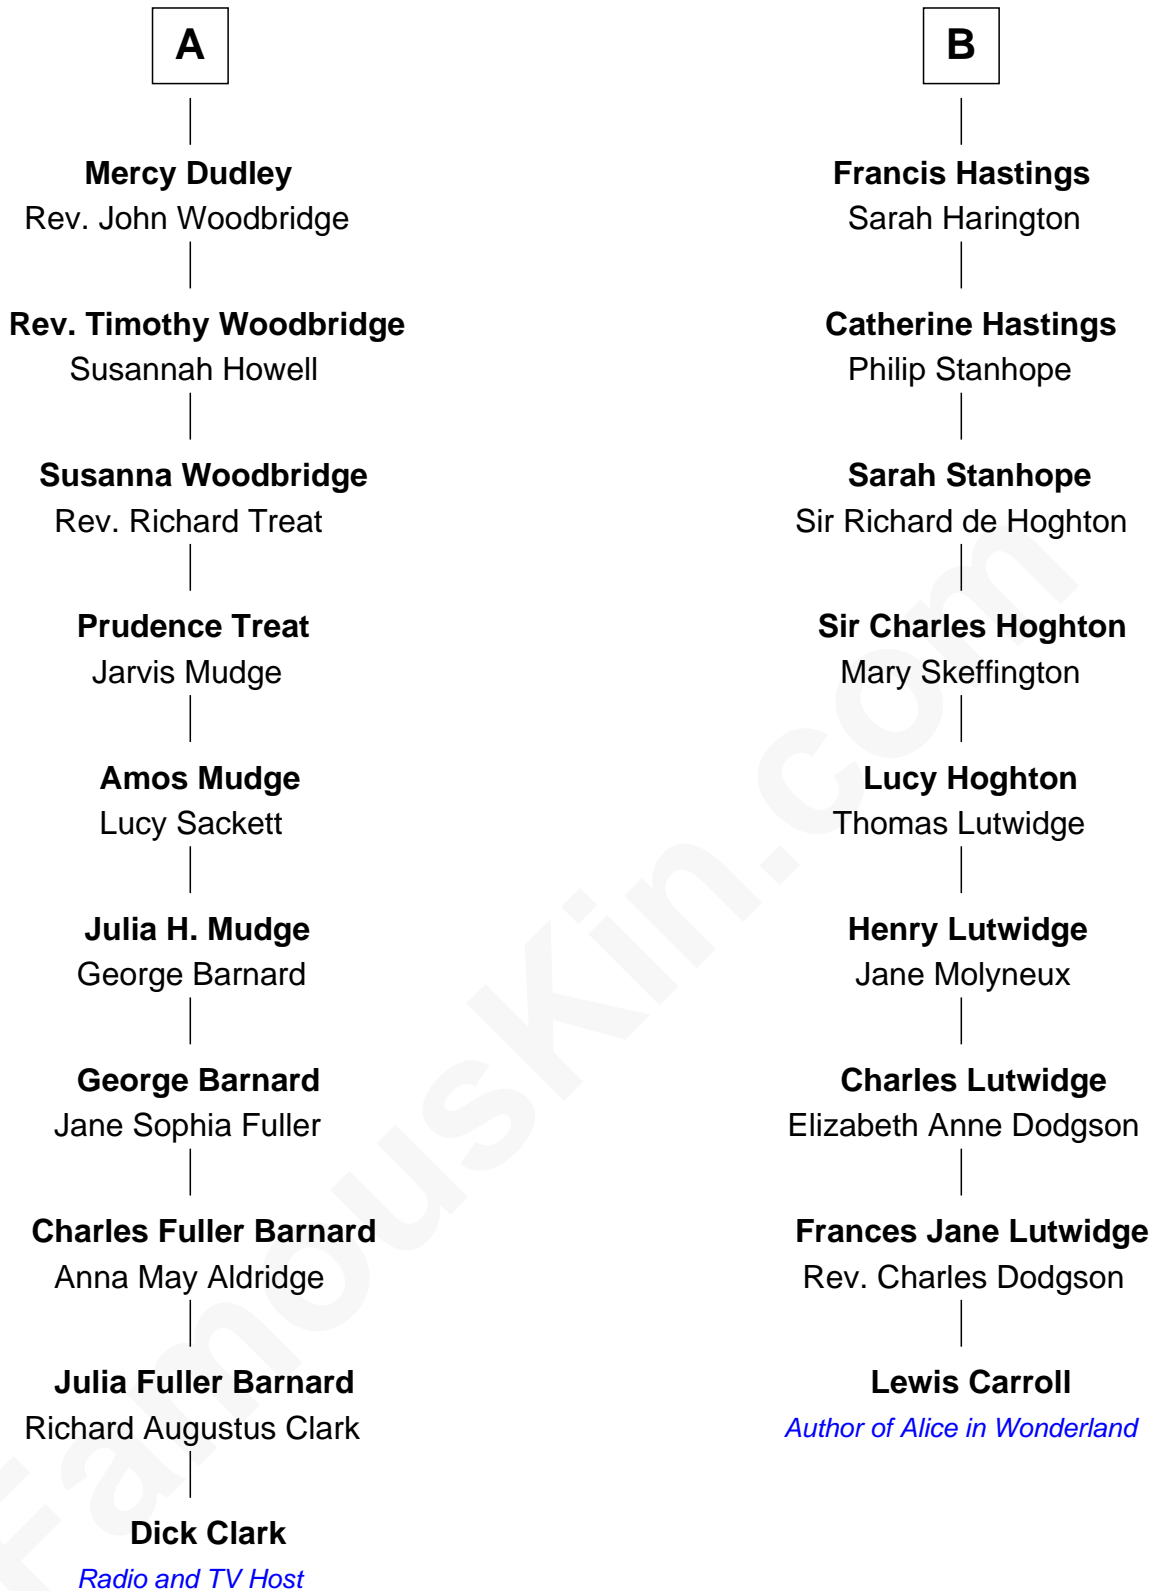 A
Mercy Dudley
Rev. John Woodbridge
Rev. Timothy Woodbridge
Susannah Howell
Susanna Woodbridge
Rev. Richard Treat
Prudence Treat
Jarvis Mudge
Amos Mudge
Lucy Sackett
Julia H. Mudge
George Barnard
George Barnard
Jane Sophia Fuller
Charles Fuller Barnard
Anna May Aldridge
Julia Fuller Barnard
Richard Augustus Clark
Dick Clark
Radio and TV Host
B
Francis Hastings
Sarah Harington
Catherine Hastings
Philip Stanhope
Sarah Stanhope
Sir Richard de Hoghton
Sir Charles Hoghton
Mary Skeffington
Lucy Hoghton
Thomas Lutwidge
Henry Lutwidge
Jane Molyneux
Charles Lutwidge
Elizabeth Anne Dodgson
Frances Jane Lutwidge
Rev. Charles Dodgson
Lewis Carroll
Author of Alice in Wonderland
FamousKin.com